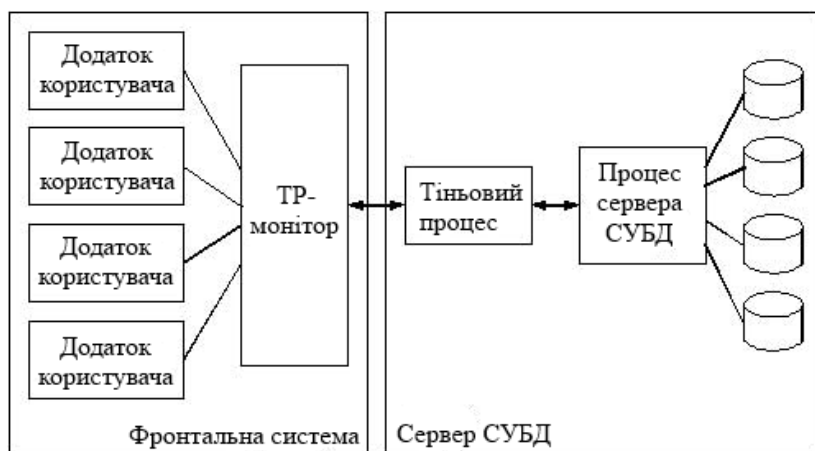 Додаток
користувача
Додаток
користувача
Додаток
користувача
Додаток
користувача
ТР-
монітор
Фронтальна система
Тіньовий
процес
Процес
сервера
СУБД
Сервер СУБД